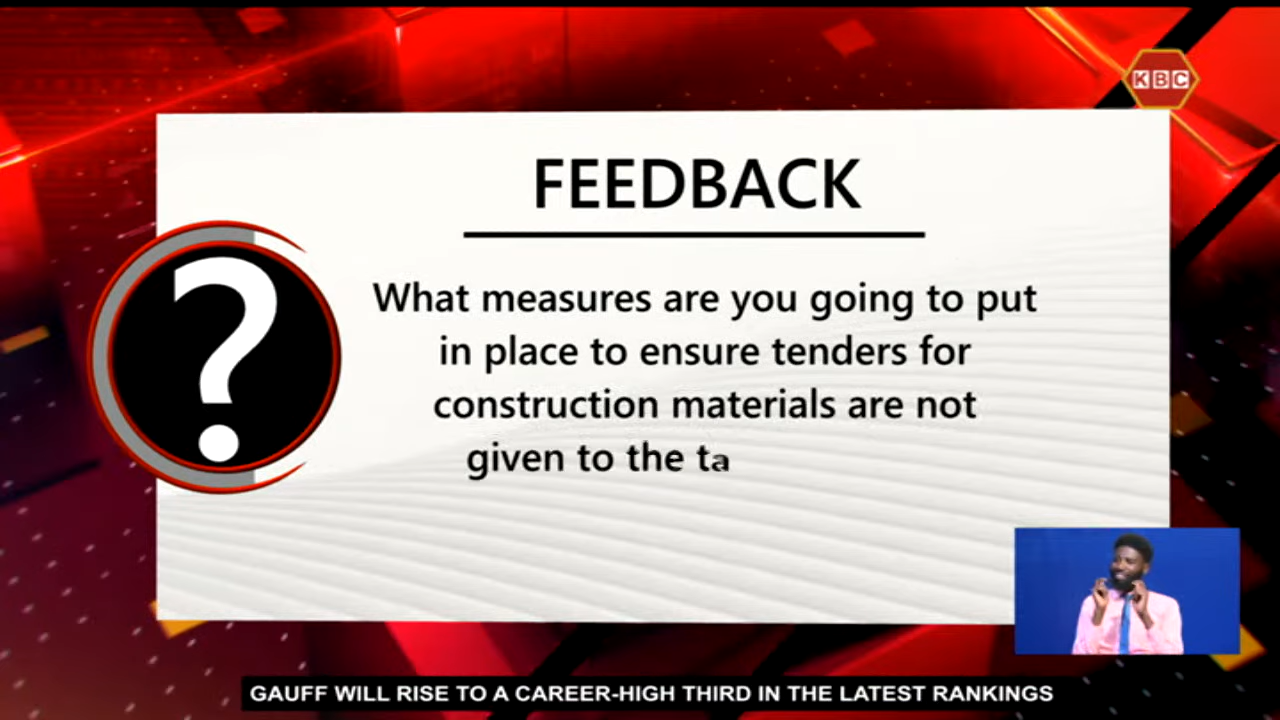 KBC
FEEDBACK
What measures are you going to put
in place to ensure tenders for
construction materials are not
given to the ta
?
GAUFF WILL RISE TO A CAREER-HIGH THIRD IN THE LATEST RANKINGS